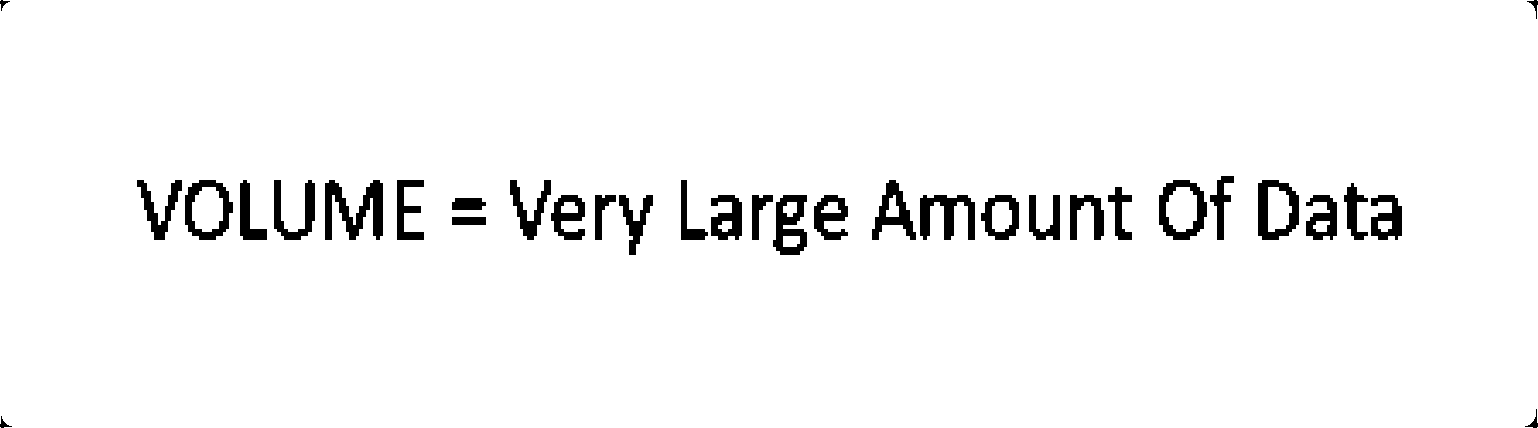 VOLUME = Very Large Amount Of Data